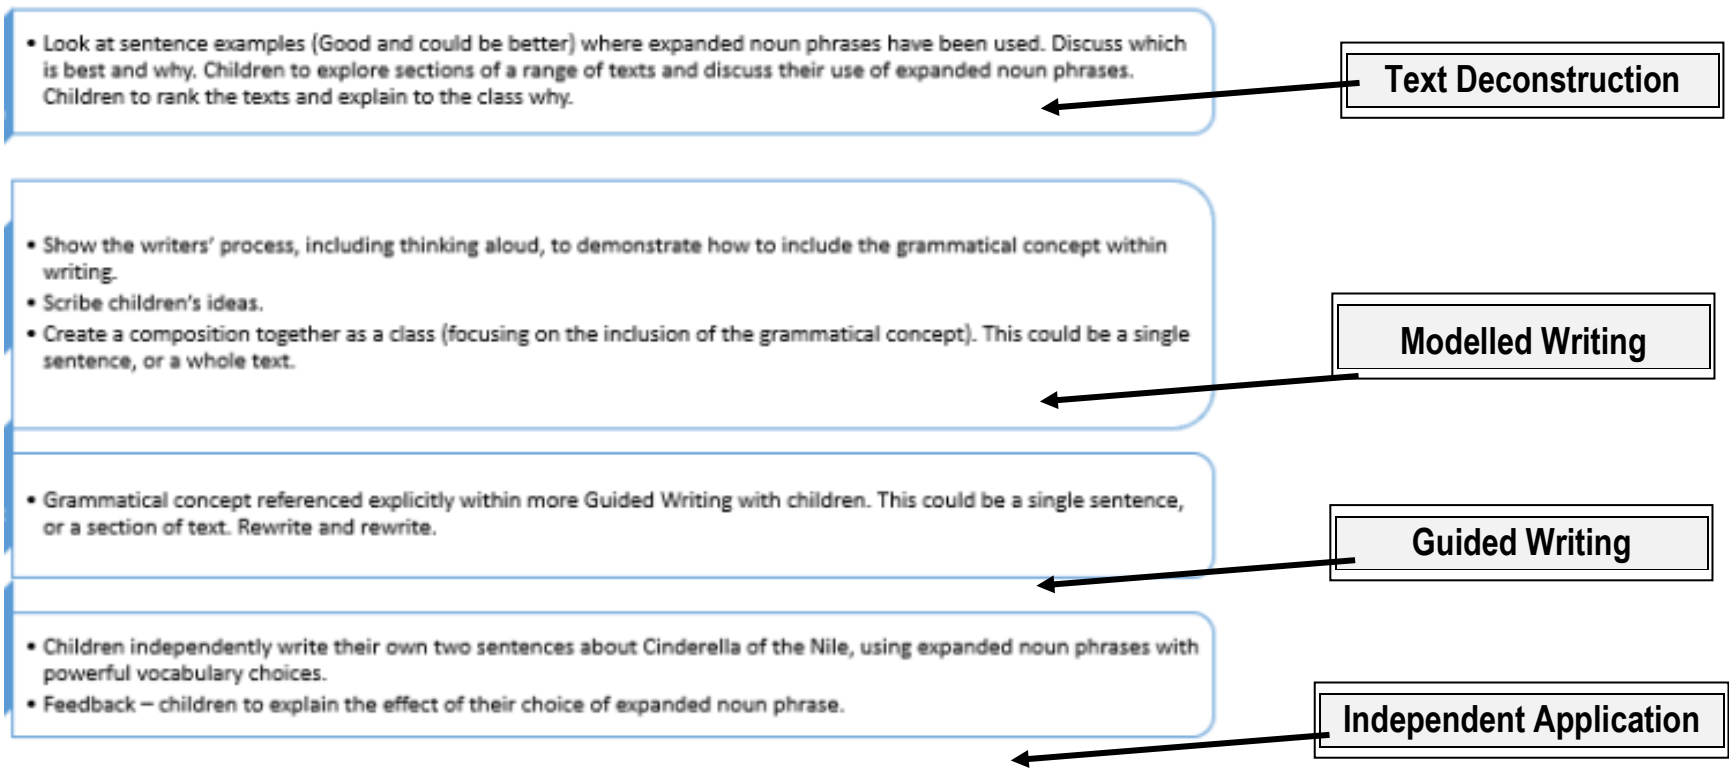 • Look at sentence examples (Good and could be better) where expanded noun phrases have been used. Discuss which
is best and why. Children to explore sections of a range of texts and discuss their use of expanded noun phrases.
Children to rank the texts and explain to the class why.
Text Deconstruction
• Show the writers' process, including thinking aloud, to demonstrate how to include the grammatical concept within
writing.
• Scribe children's ideas.
• Create a composition together as a class (focusing on the inclusion of the grammatical concept). This could be a single
sentence, or a whole text.
Modelled Writing
• Grammatical concept referenced explicitly within more Guided Writing with children. This could be a single sentence,
or a section of text. Rewrite and rewrite.
Guided Writing
• Children independently write their own two sentences about Cinderella of the Nile, using expanded noun phrases with
powerful vocabulary choices.
• Feedback – children to explain the effect of their choice of expanded noun phrase.
Independent Application